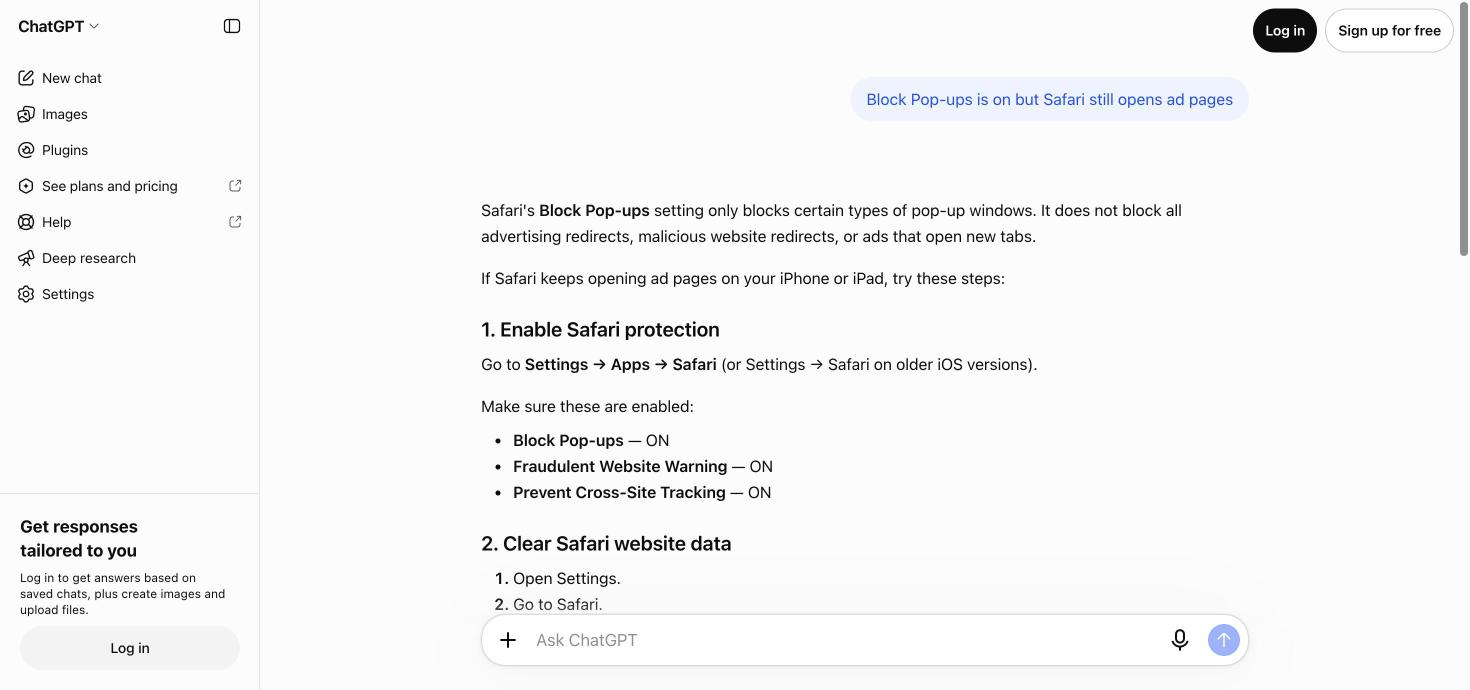 ChatGPT
New chat
Images
Plugins
See plans and pricing
Help
Deep research
Settings
Get responses
tailored to you
Log in to get answers based on
saved chats, plus create images and
upload files.
Log in
Log in
Sign up for free
Block Pop-ups is on but Safari still opens ad pages
Safari's Block Pop-ups setting only blocks certain types of pop-up windows. It does not block all
advertising redirects, malicious website redirects, or ads that open new tabs.
If Safari keeps opening ad pages on your iPhone or iPad, try these steps:
1. Enable Safari protection
Go to Settings → Apps → Safari (or Settings → Safari on older iOS versions).
Make sure these are enabled:
• Block Pop-ups — ON
• Fraudulent Website Warning — ON
• Prevent Cross-Site Tracking — ON
2. Clear Safari website data
1. Open Settings.
2. Go to Safari.
Ask ChatGPT